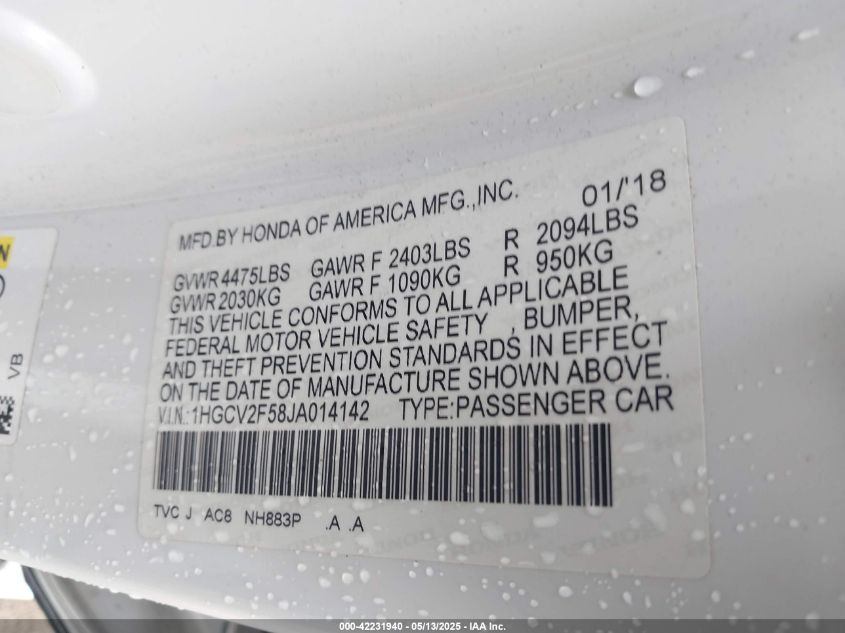 MFD.BY HONDA OF AMERICA MFG.,INC. 01/'18
GVWR 4475LBS GAWR F 2403LBS R 2094LBS
GVWR 2030KG GAWR F 1090KG R 950KG
THIS VEHICLE CONFORMS TO ALL APPLICABLE
FEDERAL MOTOR VEHICLE SAFETY , BUMPER,
AND THEFT PREVENTION STANDARDS IN EFFECT
ON THE DATE OF MANUFACTURE SHOWN ABOVE.
V.I.N.:1HGCV2F58JA014142 TYPE:PASSENGER CAR
TVC J AC8 NH883P .A .A
VB
000-42231940 - 05/13/2025 - IAA Inc.